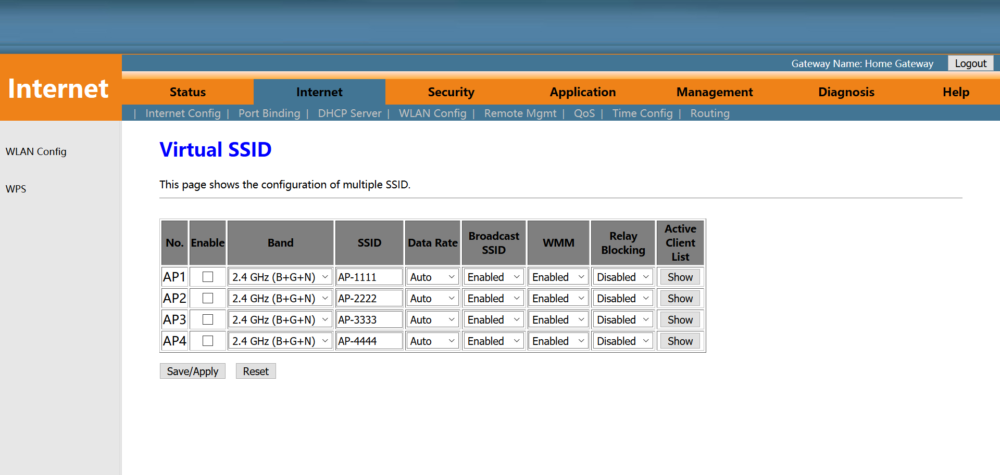 Gateway Name: Home Gateway Logout
Internet
Status Internet Security Application Management Diagnosis Help
| Internet Config | Port Binding | DHCP Server | WLAN Config | Remote Mgmt | QoS | Time Config | Routing
WLAN Config
WPS
Virtual SSID
This page shows the configuration of multiple SSID.
No. Enable Band SSID Data Rate Broadcast SSID WMM Relay Blocking Active Client List
AP1 2.4 GHz (B+G+N) AP-1111 Auto Enabled Enabled Disabled Show
AP2 2.4 GHz (B+G+N) AP-2222 Auto Enabled Enabled Disabled Show
AP3 2.4 GHz (B+G+N) AP-3333 Auto Enabled Enabled Disabled Show
AP4 2.4 GHz (B+G+N) AP-4444 Auto Enabled Enabled Disabled Show
Save/Apply Reset